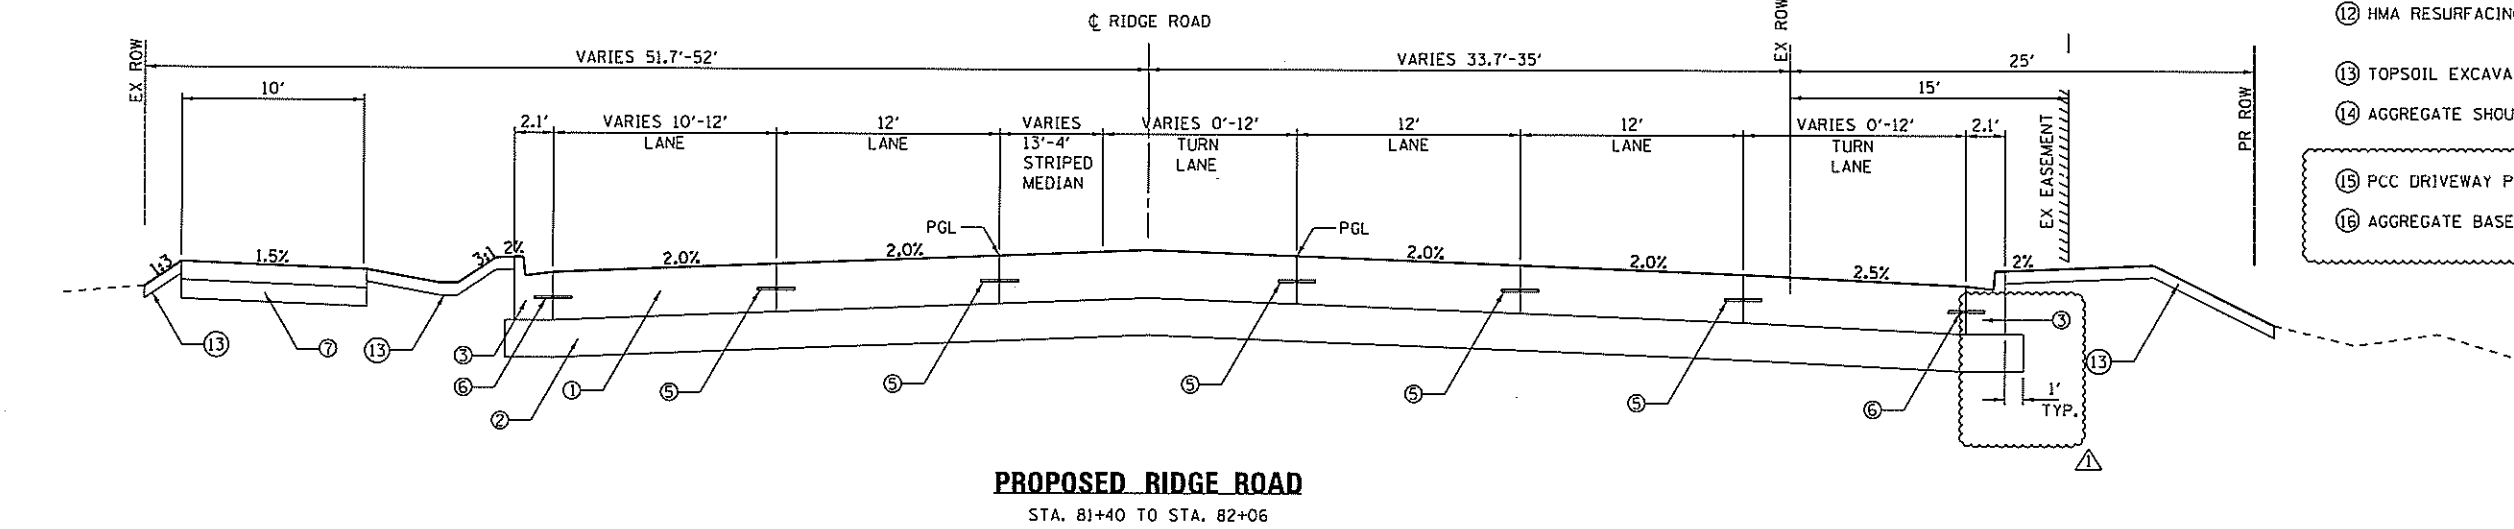 ℄ RIDGE ROAD
EX ROW
VARIES 51.7'-52'
VARIES 33.7'-35'
EX ROW
25'
PR ROW
10'
15'
EX EASEMENT
2.1'
VARIES 10'-12'
LANE
12'
LANE
VARIES
13'-4'
STRIPED
MEDIAN
VARIES 0'-12'
TURN
LANE
12'
LANE
12'
LANE
VARIES 0'-12'
TURN
LANE
2.1'
PGL
PGL
1:3
1.5%
3:1
2%
2.0%
2.0%
2.0%
2.0%
2.5%
2%
13
7
13
3
6
2
1
5
5
5
5
5
6
3
13
1'
TYP.
1
12 HMA RESURFACING
13 TOPSOIL EXCAVA
14 AGGREGATE SHOU
15 PCC DRIVEWAY P
16 AGGREGATE BASE
PROPOSED RIDGE ROAD
STA. 81+40 TO STA. 82+06